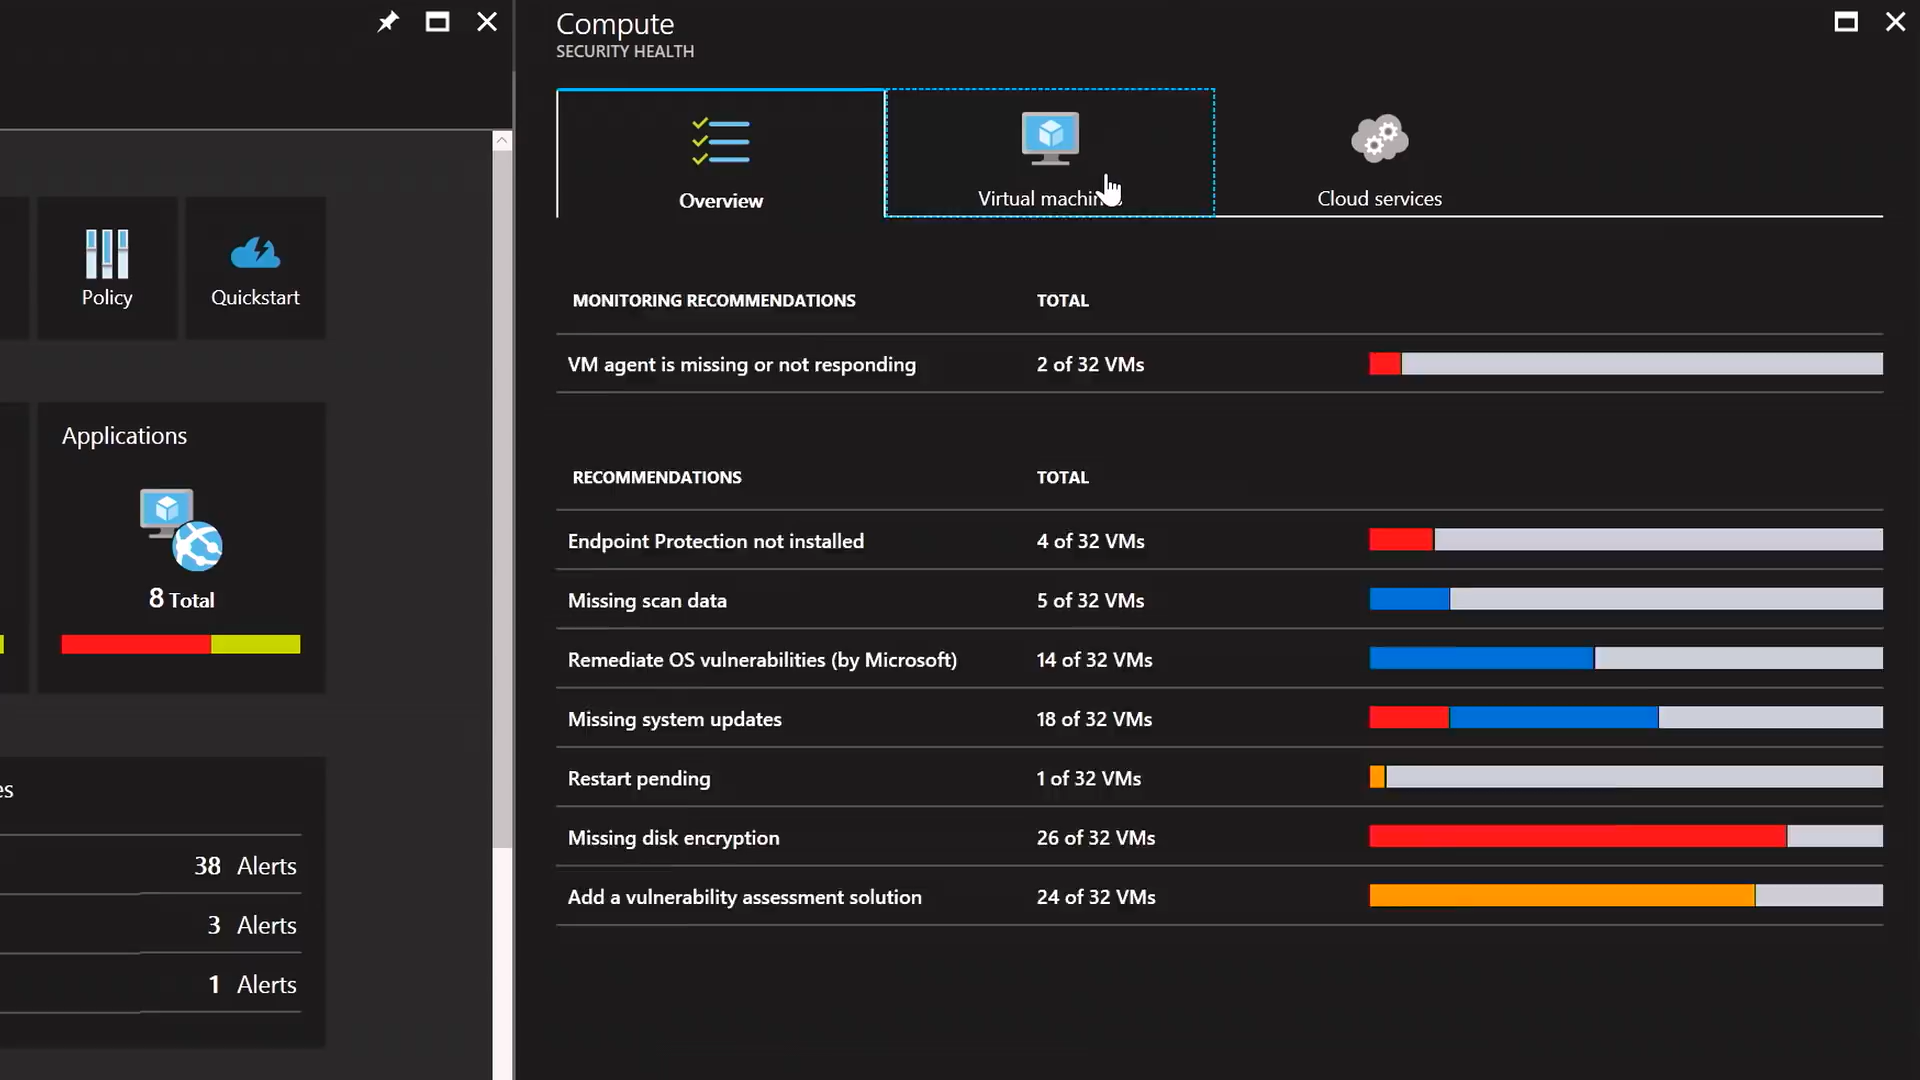 Compute
SECURITY HEALTH
Overview
Virtual machines
Cloud services
MONITORING RECOMMENDATIONS TOTAL
VM agent is missing or not responding 2 of 32 VMs
RECOMMENDATIONS TOTAL
Endpoint Protection not installed 4 of 32 VMs
Missing scan data 5 of 32 VMs
Remediate OS vulnerabilities (by Microsoft) 14 of 32 VMs
Missing system updates 18 of 32 VMs
Restart pending 1 of 32 VMs
Missing disk encryption 26 of 32 VMs
Add a vulnerability assessment solution 24 of 32 VMs
Policy
Quickstart
Applications
8 Total
es
38 Alerts
3 Alerts
1 Alerts